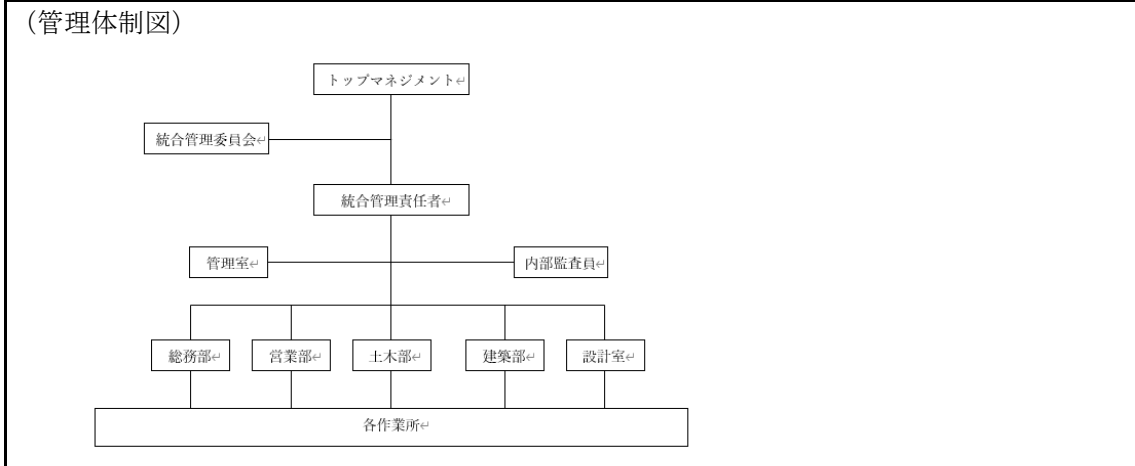 （管理体制図）
トップマネジメント↵
統合管理委員会↵
統合管理責任者↵
管理室↵
内部監査員↵
総務部↵
営業部↵
土木部↵
建築部↵
設計室↵
各作業所↵